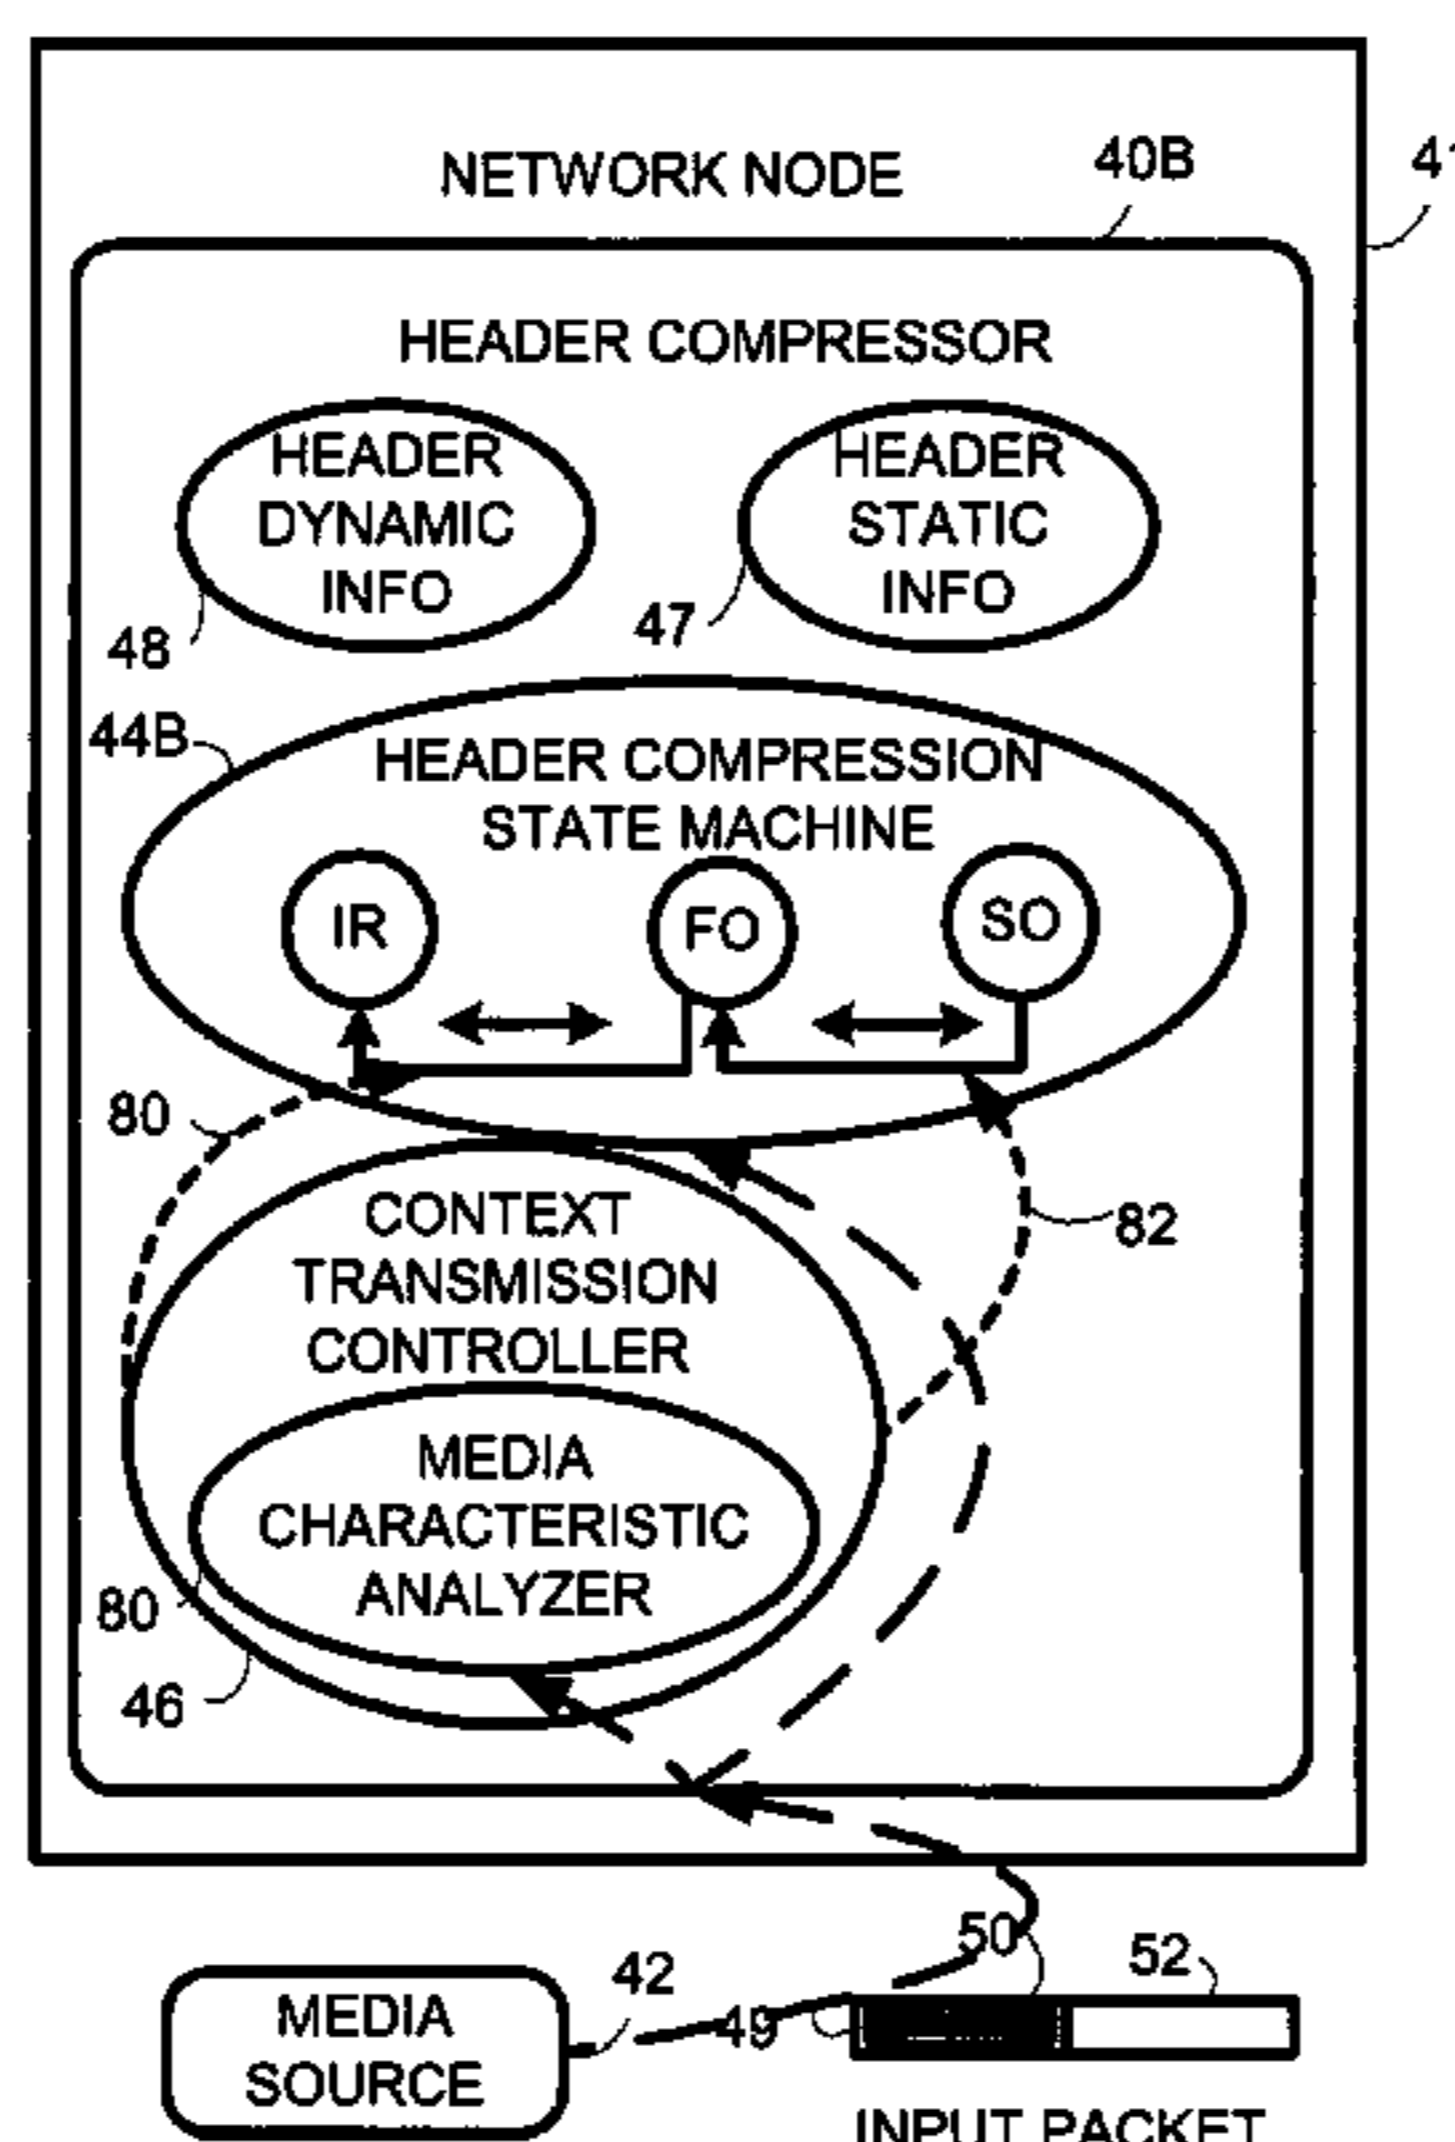 NETWORK NODE
40B
HEADER COMPRESSOR
HEADER
DYNAMIC
INFO
HEADER
STATIC
INFO
48
47
44B
HEADER COMPRESSION
STATE MACHINE
IR
FO
SO
80
82
CONTEXT
TRANSMISSION
CONTROLLER
MEDIA
CHARACTERISTIC
ANALYZER
80
46
50
52
42
49
MEDIA
SOURCE
INPUT PACKET